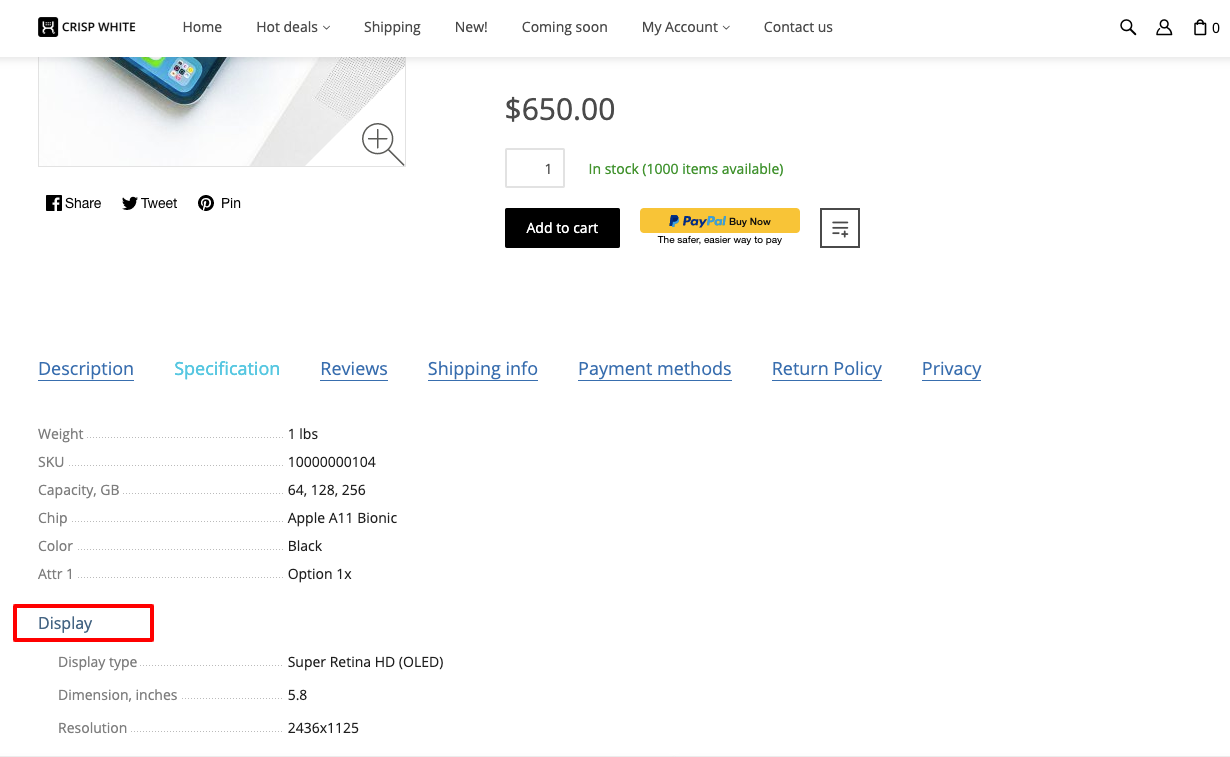 CRISP WHITE Home Hot deals Shipping New! Coming soon My Account Contact us 0
$650.00
1 In stock (1000 items available)
Share Tweet Pin
Add to cart PayPal Buy Now
The safer, easier way to pay
Description Specification Reviews Shipping info Payment methods Return Policy Privacy
Weight 1 lbs
SKU 10000000104
Capacity, GB 64, 128, 256
Chip Apple A11 Bionic
Color Black
Attr 1 Option 1x
Display
Display type Super Retina HD (OLED)
Dimension, inches 5.8
Resolution 2436x1125